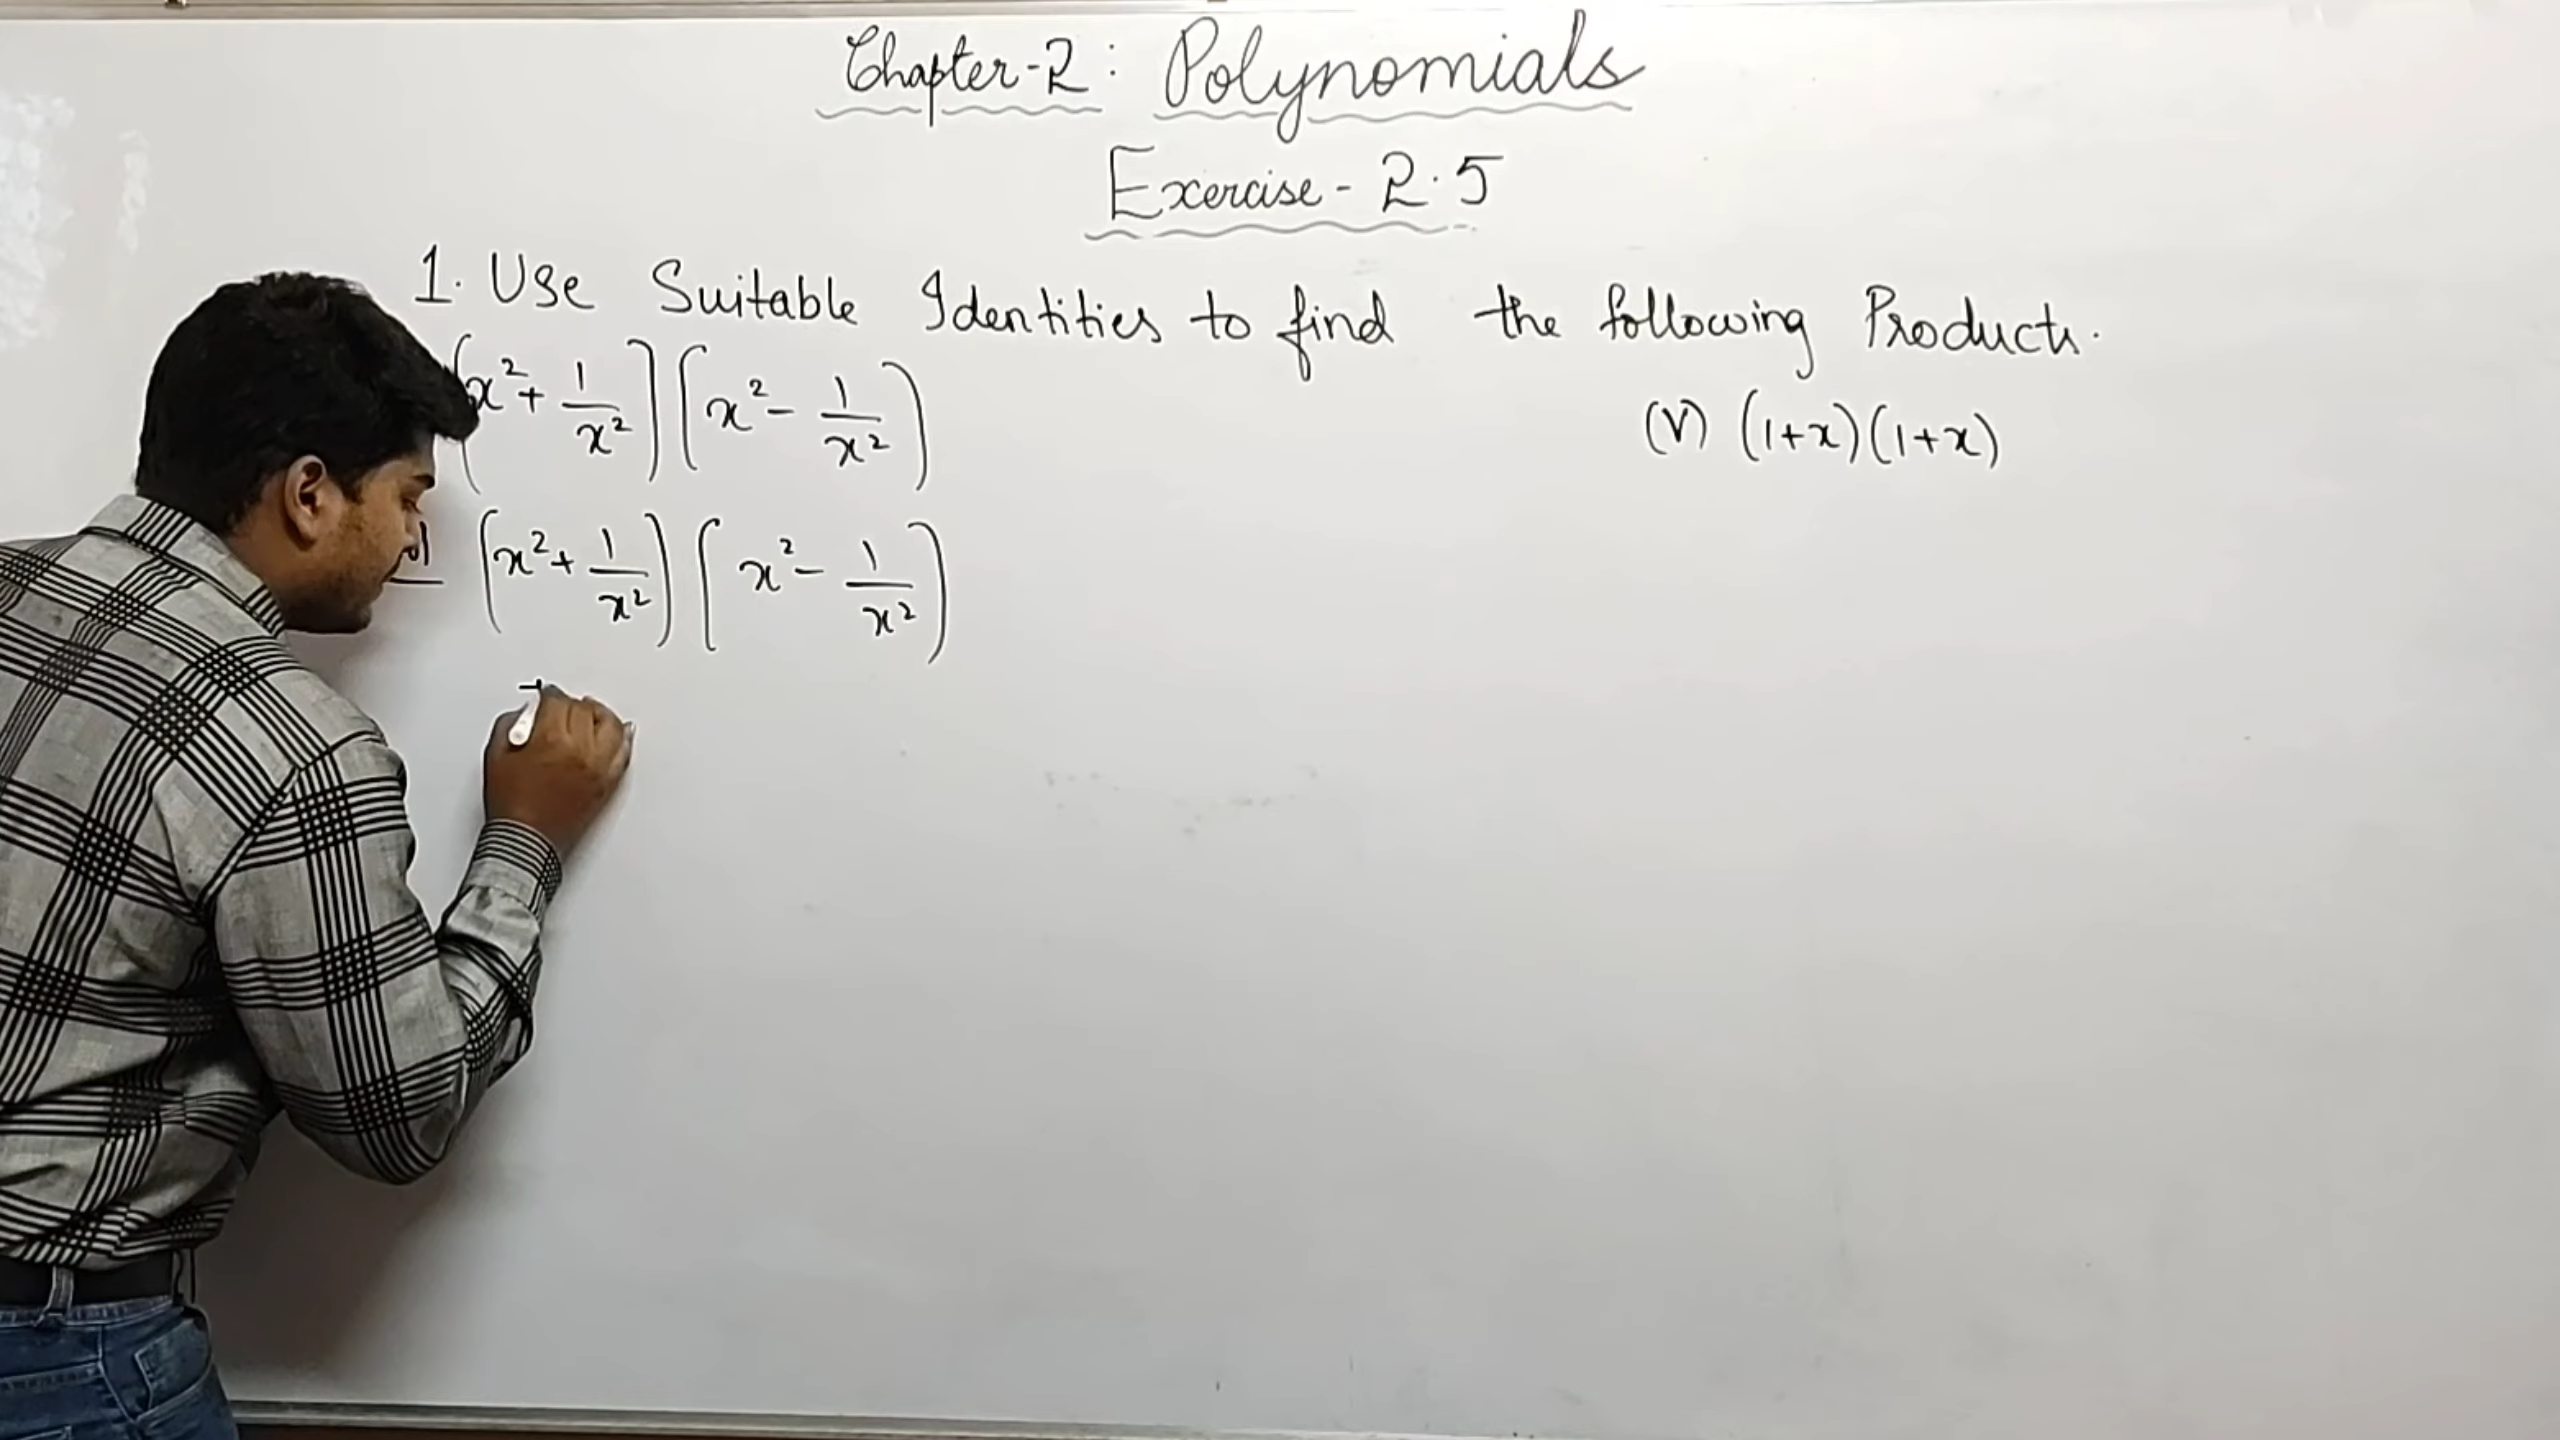 Chapter-2: Polynomials
Exercise-2.5
1. Use Suitable Identities to find the following Products.
(x² + 1/x²)(x² - 1/x²)
(V) (1+x)(1+x)
(x² + 1/x²)(x² - 1/x²)